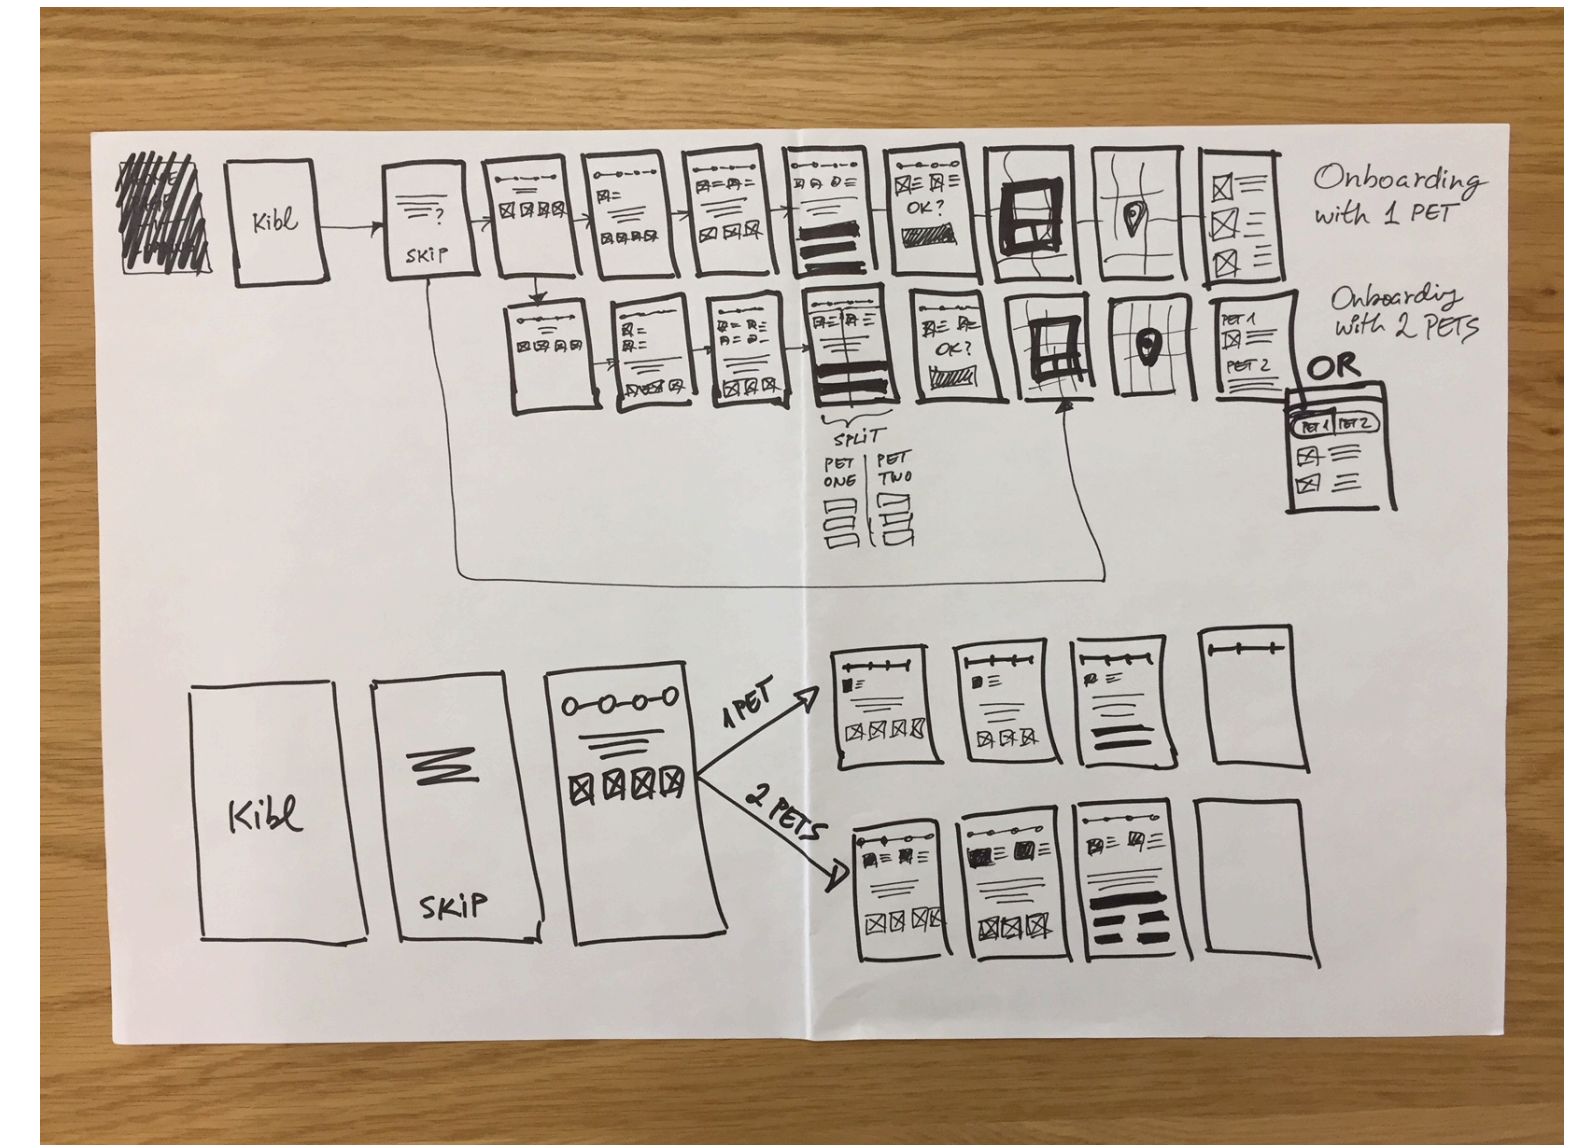 Kibl
?
SKIP
OK?
Onboarding
with 1 PET
OK?
PET 1
PET 2
Onboardiy
with 2 PETS
OR
PET 1 PET 2
SPLIT
PET ONE
PET TWO
Kibl
SKIP
1 PET
2 PETS